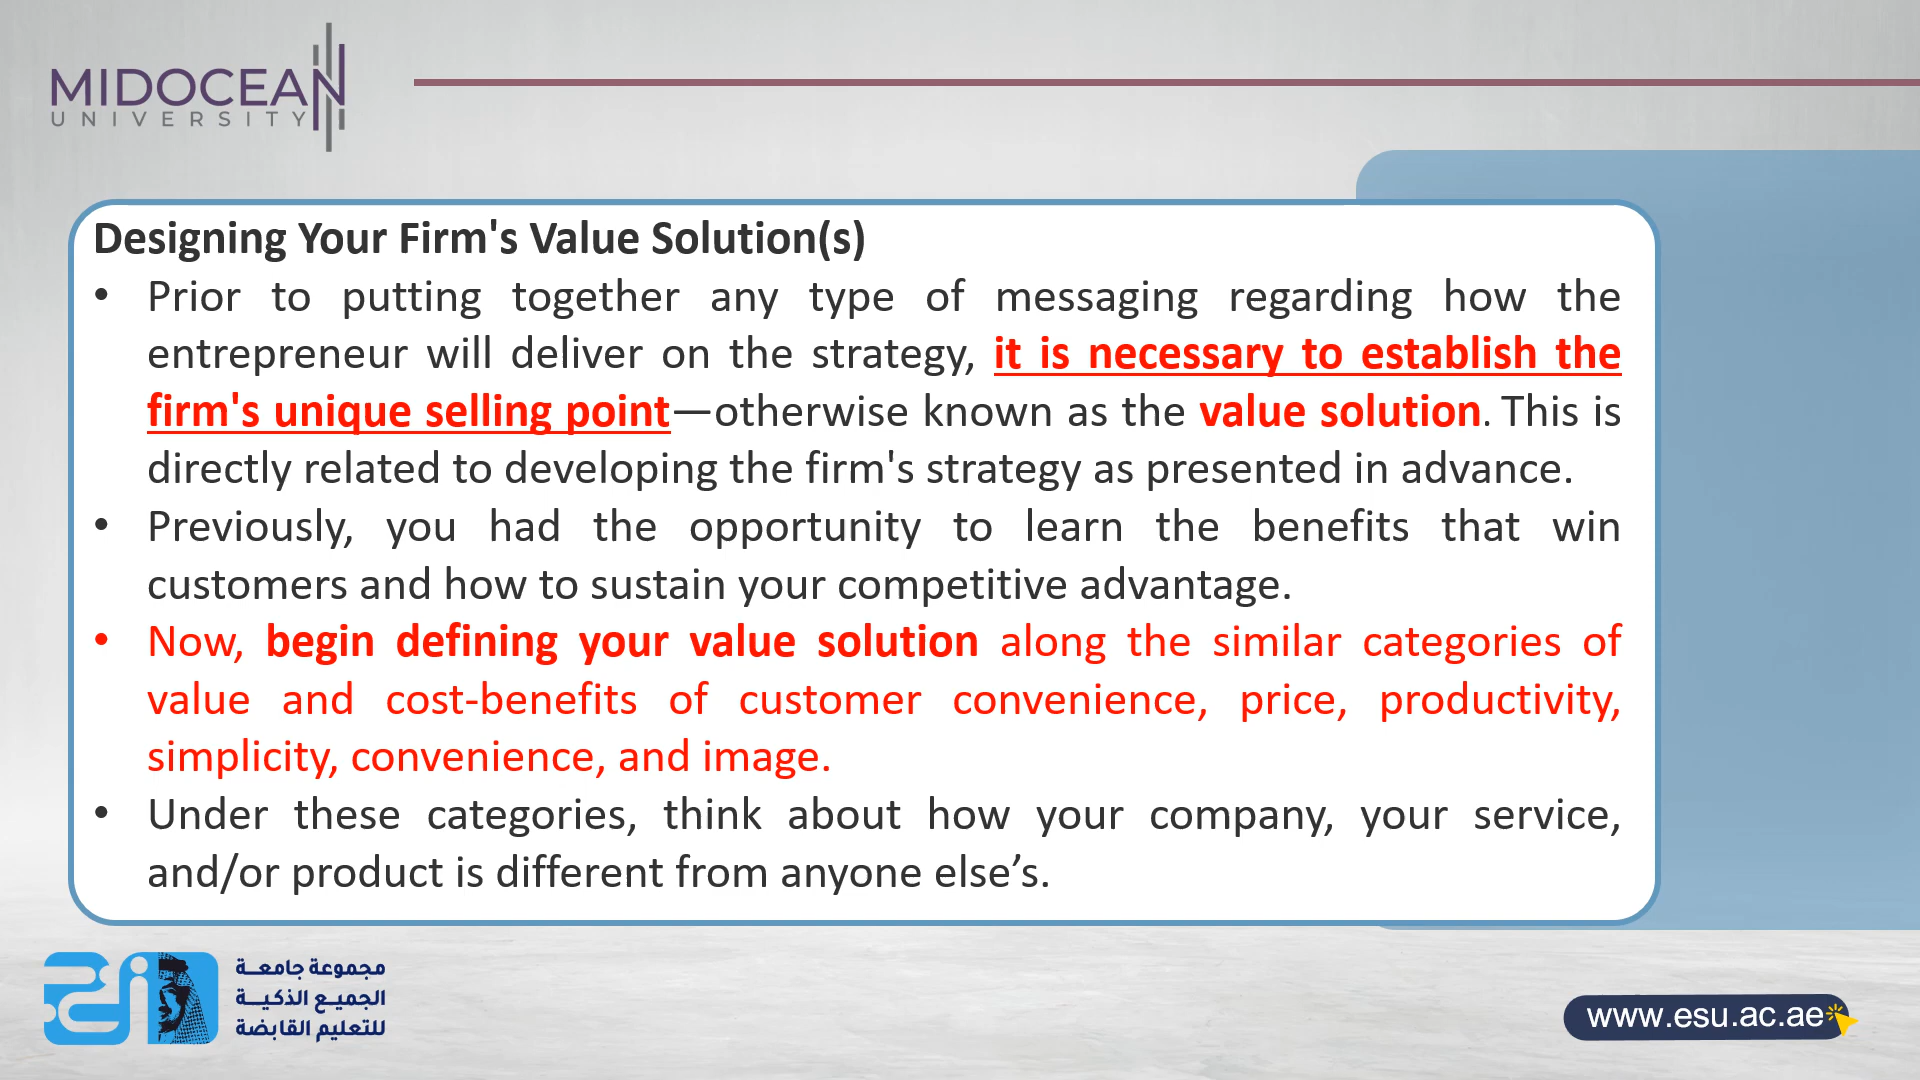 MIDOCEAN
UNIVERSITY
Designing Your Firm's Value Solution(s)
• Prior to putting together any type of messaging regarding how the
entrepreneur will deliver on the strategy, it is necessary to establish the
firm's unique selling point—otherwise known as the value solution. This is
directly related to developing the firm's strategy as presented in advance.
• Previously, you had the opportunity to learn the benefits that win
customers and how to sustain your competitive advantage.
• Now, begin defining your value solution along the similar categories of
value and cost-benefits of customer convenience, price, productivity,
simplicity, convenience, and image.
• Under these categories, think about how your company, your service,
and/or product is different from anyone else’s.
مجموعة جامعـــة
الجميـع الذكيـــة
للتعليم القابضة
www.esu.ac.ae